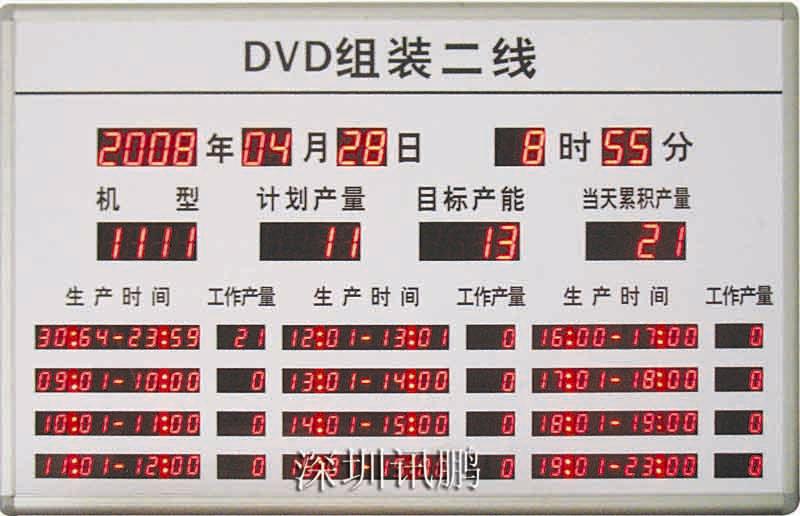 DVD组装二线
2008年04月28日 8时55分
机型 计划产量 目标产能 当天累积产量
1111 11 13 21
生产时间 工作产量 生产时间 工作产量 生产时间 工作产量
30:64-23:59 21 12:01-13:01 0 16:00-17:00 0
09:01-10:00 0 13:01-14:00 0 17:01-18:00 0
10:01-11:00 0 14:01-15:00 0 18:01-19:00 0
11:01-12:00 0 0 19:01-23:00 0
深圳讯鹏